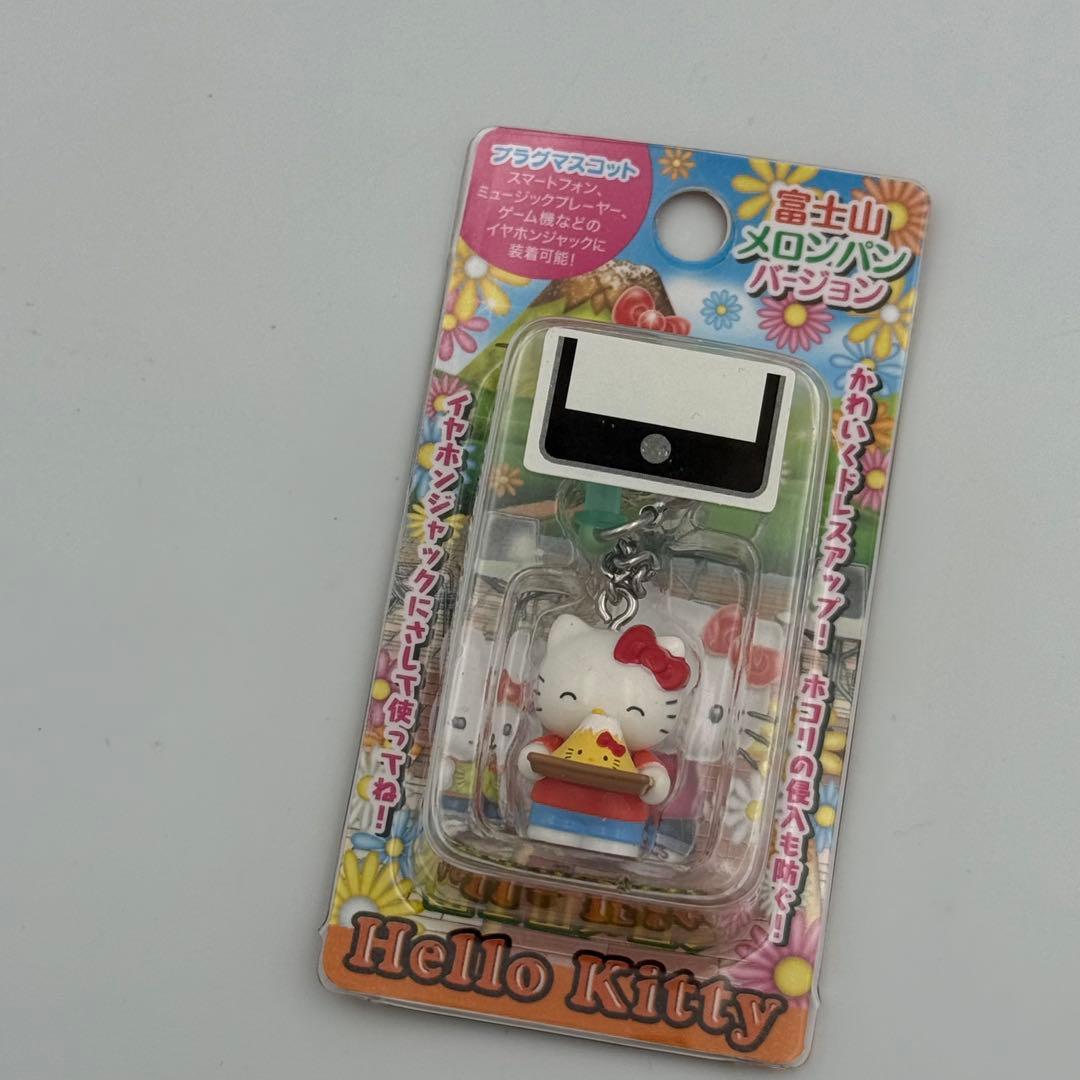 プラグマスコット
スマートフォン、
ミュージックプレーヤー、
ゲーム機などの
イヤホンジャックに
装着可能!
富士山
メロンパン
バージョン
かわいくドレスアップ! ホコリの侵入も防ぐ!
イヤホンジャックにさして使ってね!
Hello Kitty